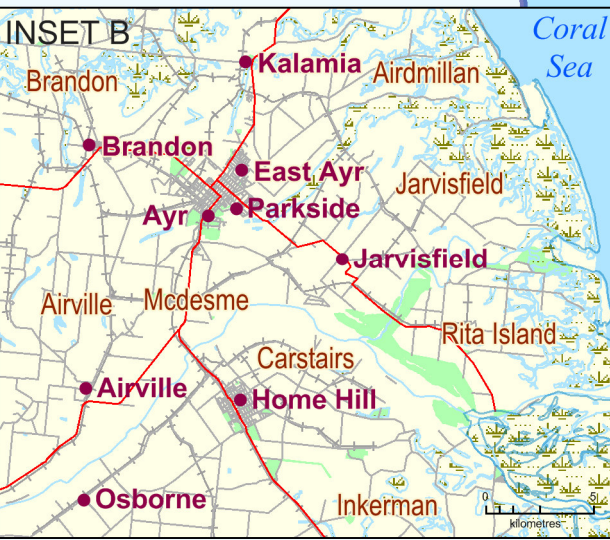 INSET B
Coral
Sea
Kalamia
Airdmillan
Brandon
Brandon
East Ayr
Jarvisfield
Ayr
Parkside
Jarvisfield
Airville
Mcdesme
Rita Island
Carstairs
Airville
Home Hill
Osborne
Inkerman
0 5
kilometres